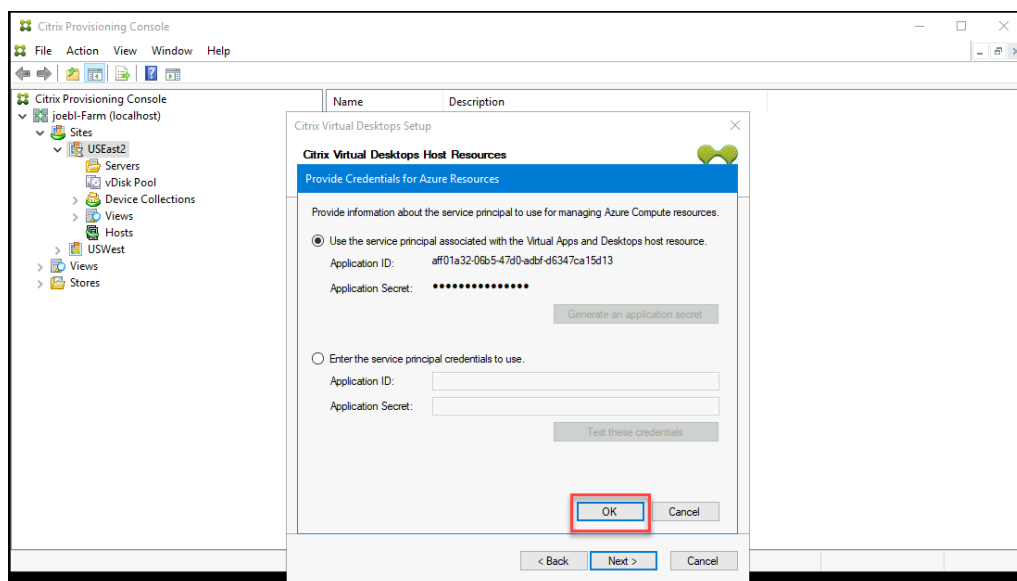 Citrix Provisioning Console
File Action View Window Help
Citrix Provisioning Console
joebl-Farm (localhost)
Sites
USEast2
Servers
vDisk Pool
Device Collections
Views
Hosts
USWest
Views
Stores
Name Description
Citrix Virtual Desktops Setup
Citrix Virtual Desktops Host Resources
Provide Credentials for Azure Resources
Provide information about the service principal to use for managing Azure Compute resources.
Use the service principal associated with the Virtual Apps and Desktops host resource.
Application ID: aff01a32-06b5-47d0-adbf-d6347ca15d13
Application Secret: •••••••••••••••
Generate an application secret
Enter the service principal credentials to use.
Application ID:
Application Secret:
Test these credentials
OK Cancel
< Back Next > Cancel